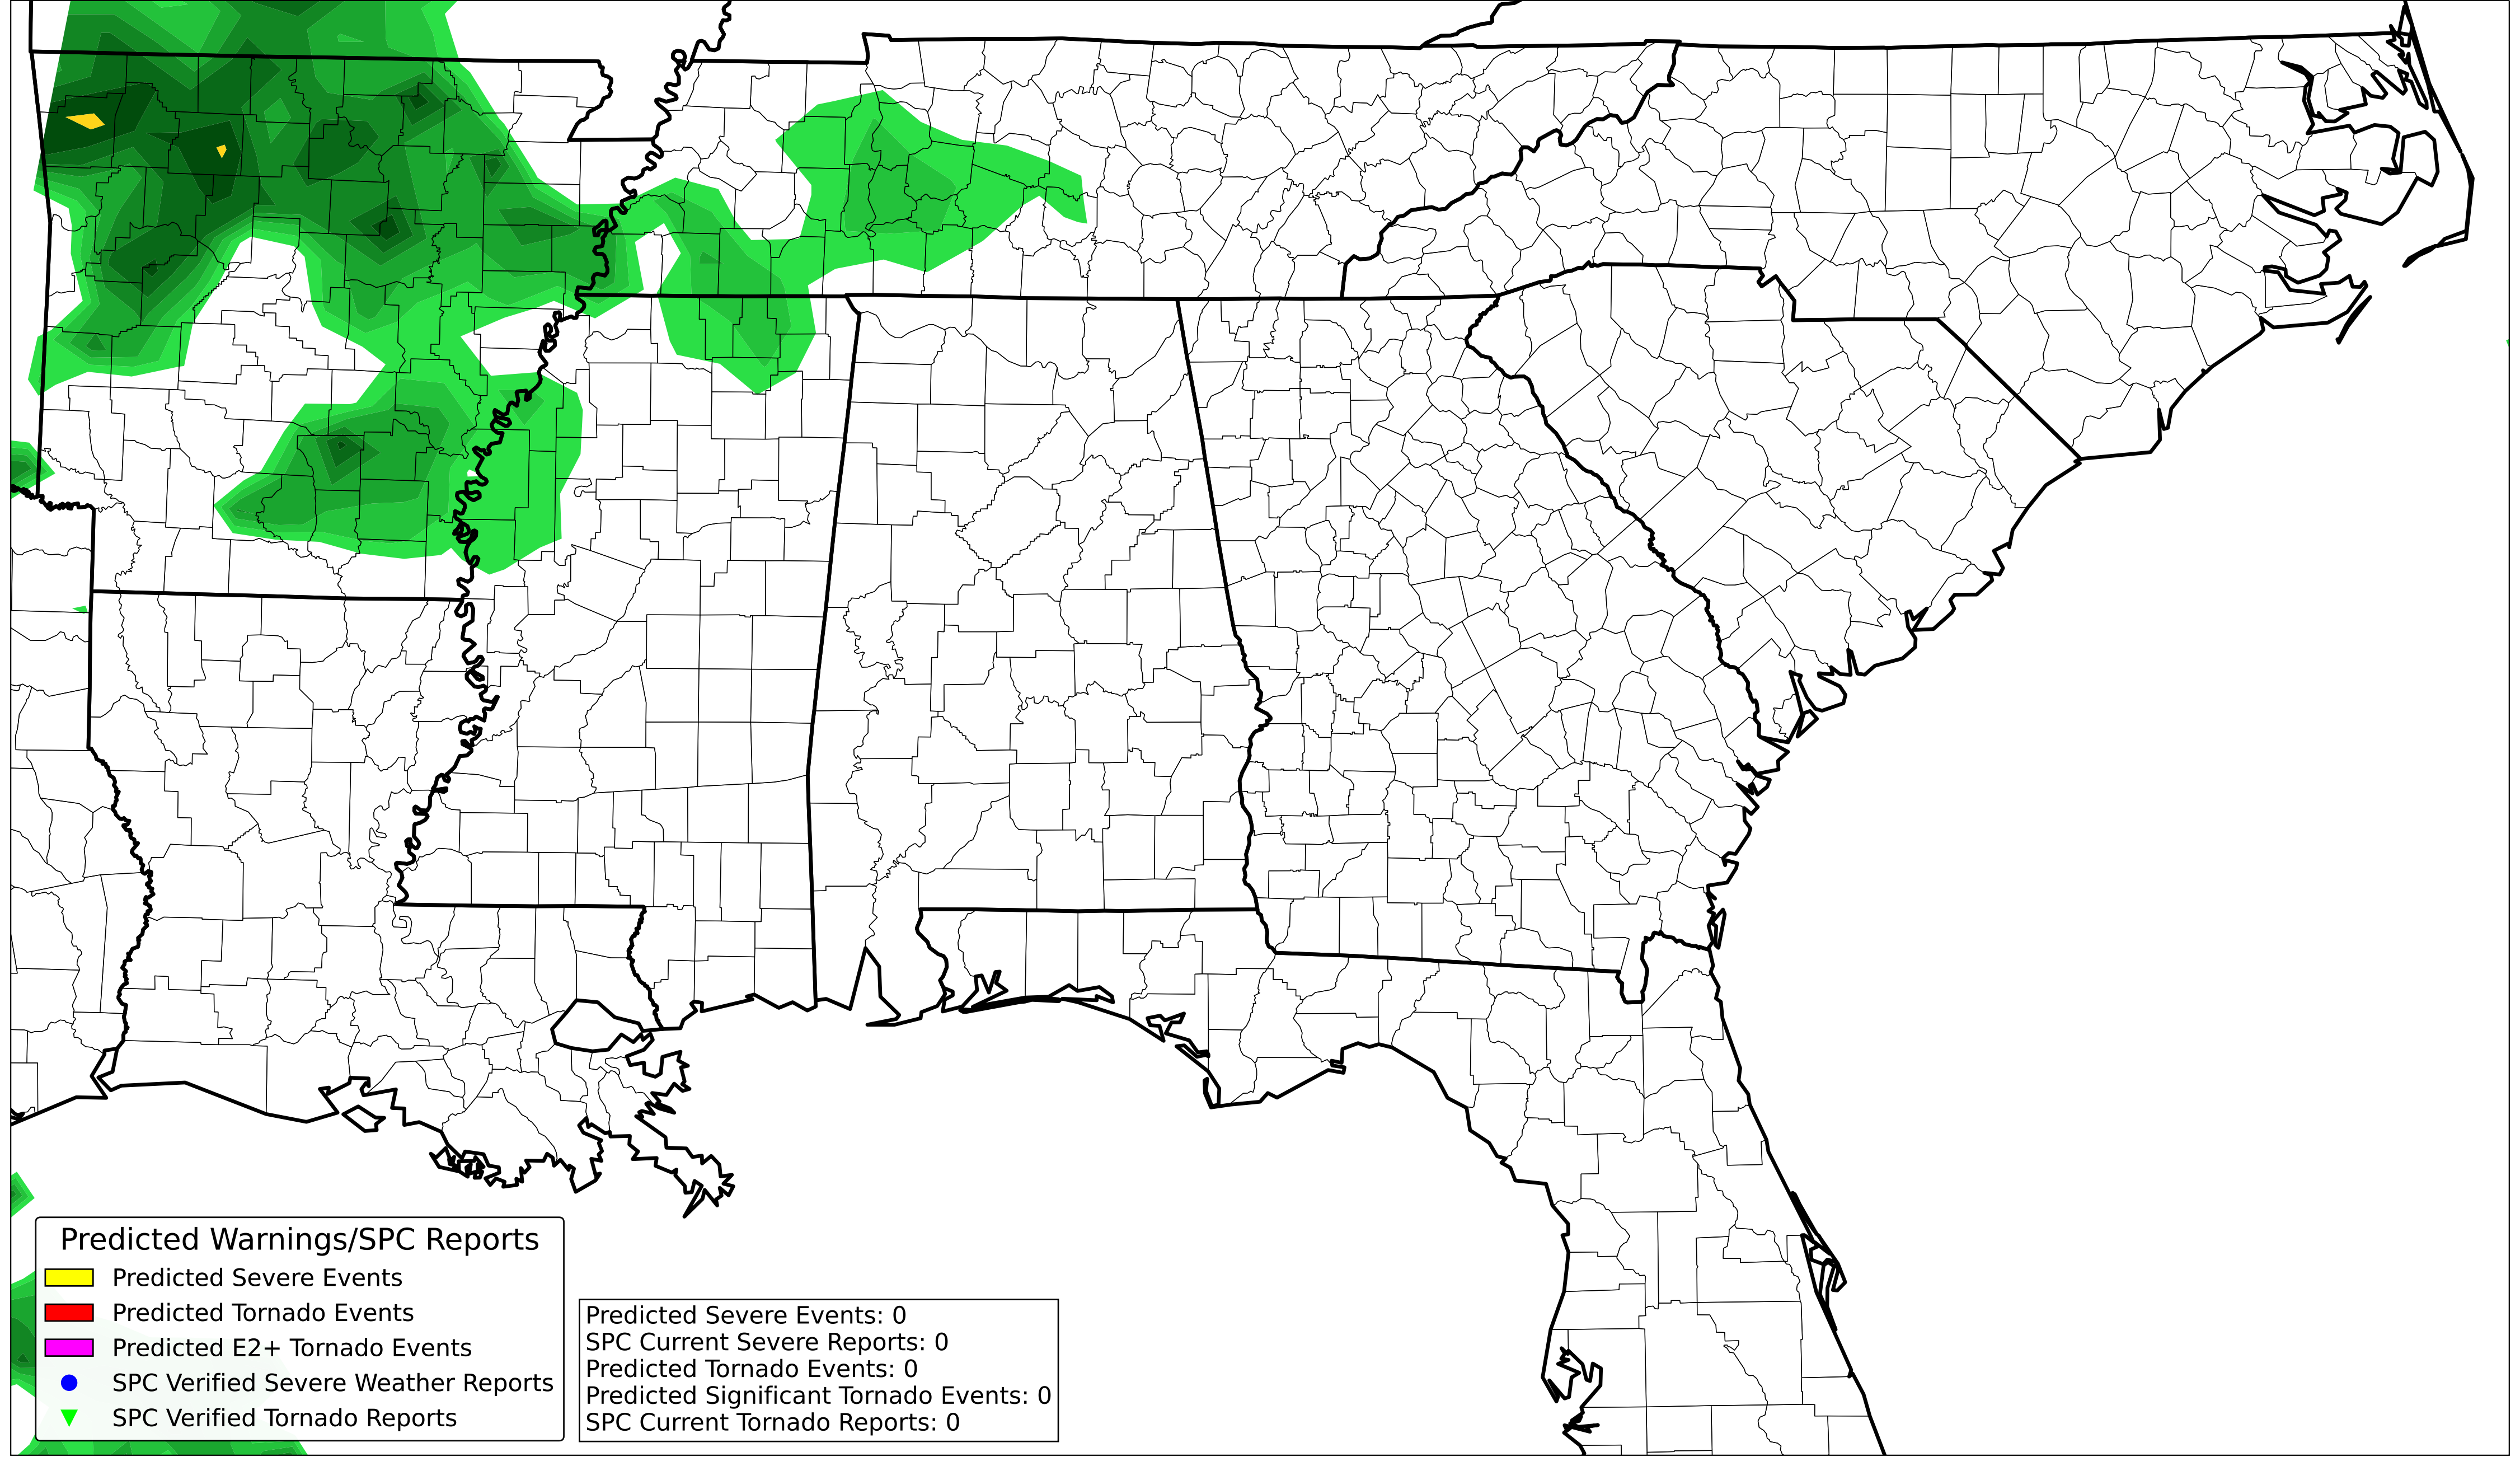 Predicted Warnings/SPC Reports
Predicted Severe Events
Predicted Tornado Events
Predicted E2+ Tornado Events
SPC Verified Severe Weather Reports
SPC Verified Tornado Reports
Predicted Severe Events: 0
SPC Current Severe Reports: 0
Predicted Tornado Events: 0
Predicted Significant Tornado Events: 0
SPC Current Tornado Reports: 0